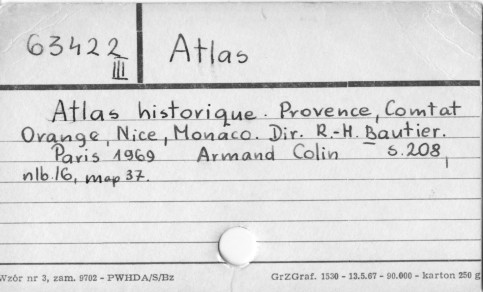 63422 III Atlas
Atlas historique. Provence, Comtat
Orange, Nice, Monaco. Dir. R.-H. Bautier.
Paris 1969 Armand Colin s. 208,
nlb. 16, map 37.
Wzór nr 3, zam. 9702 - PWHDA/S/Bz GrZGraf. 1530 - 13.5.67 - 90.000 - karton 250 g